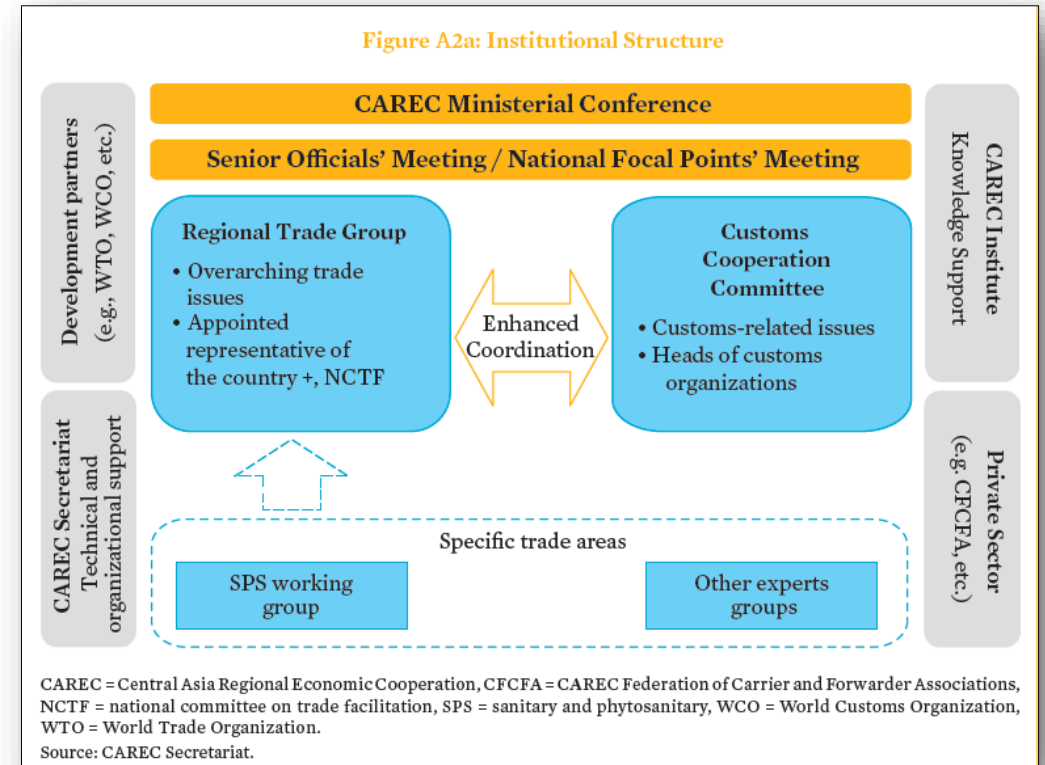 Figure A2a: Institutional Structure
Development partners
(e.g., WTO, WCO, etc.)
CAREC Secretariat
Technical and
organizational support
CAREC Ministerial Conference
Senior Officials' Meeting / National Focal Points' Meeting
Regional Trade Group
• Overarching trade
issues
• Appointed
representative of
the country +, NCTF
Enhanced
Coordination
Customs
Cooperation
Committee
• Customs-related issues
• Heads of customs
organizations
Specific trade areas
SPS working
group
Other experts
groups
CAREC Institute
Knowledge Support
Private Sector
(e.g. CFCFA, etc.)
CAREC = Central Asia Regional Economic Cooperation, CFCFA = CAREC Federation of Carrier and Forwarder Associations,
NCTF = national committee on trade facilitation, SPS = sanitary and phytosanitary, WCO = World Customs Organization,
WTO = World Trade Organization.
Source: CAREC Secretariat.